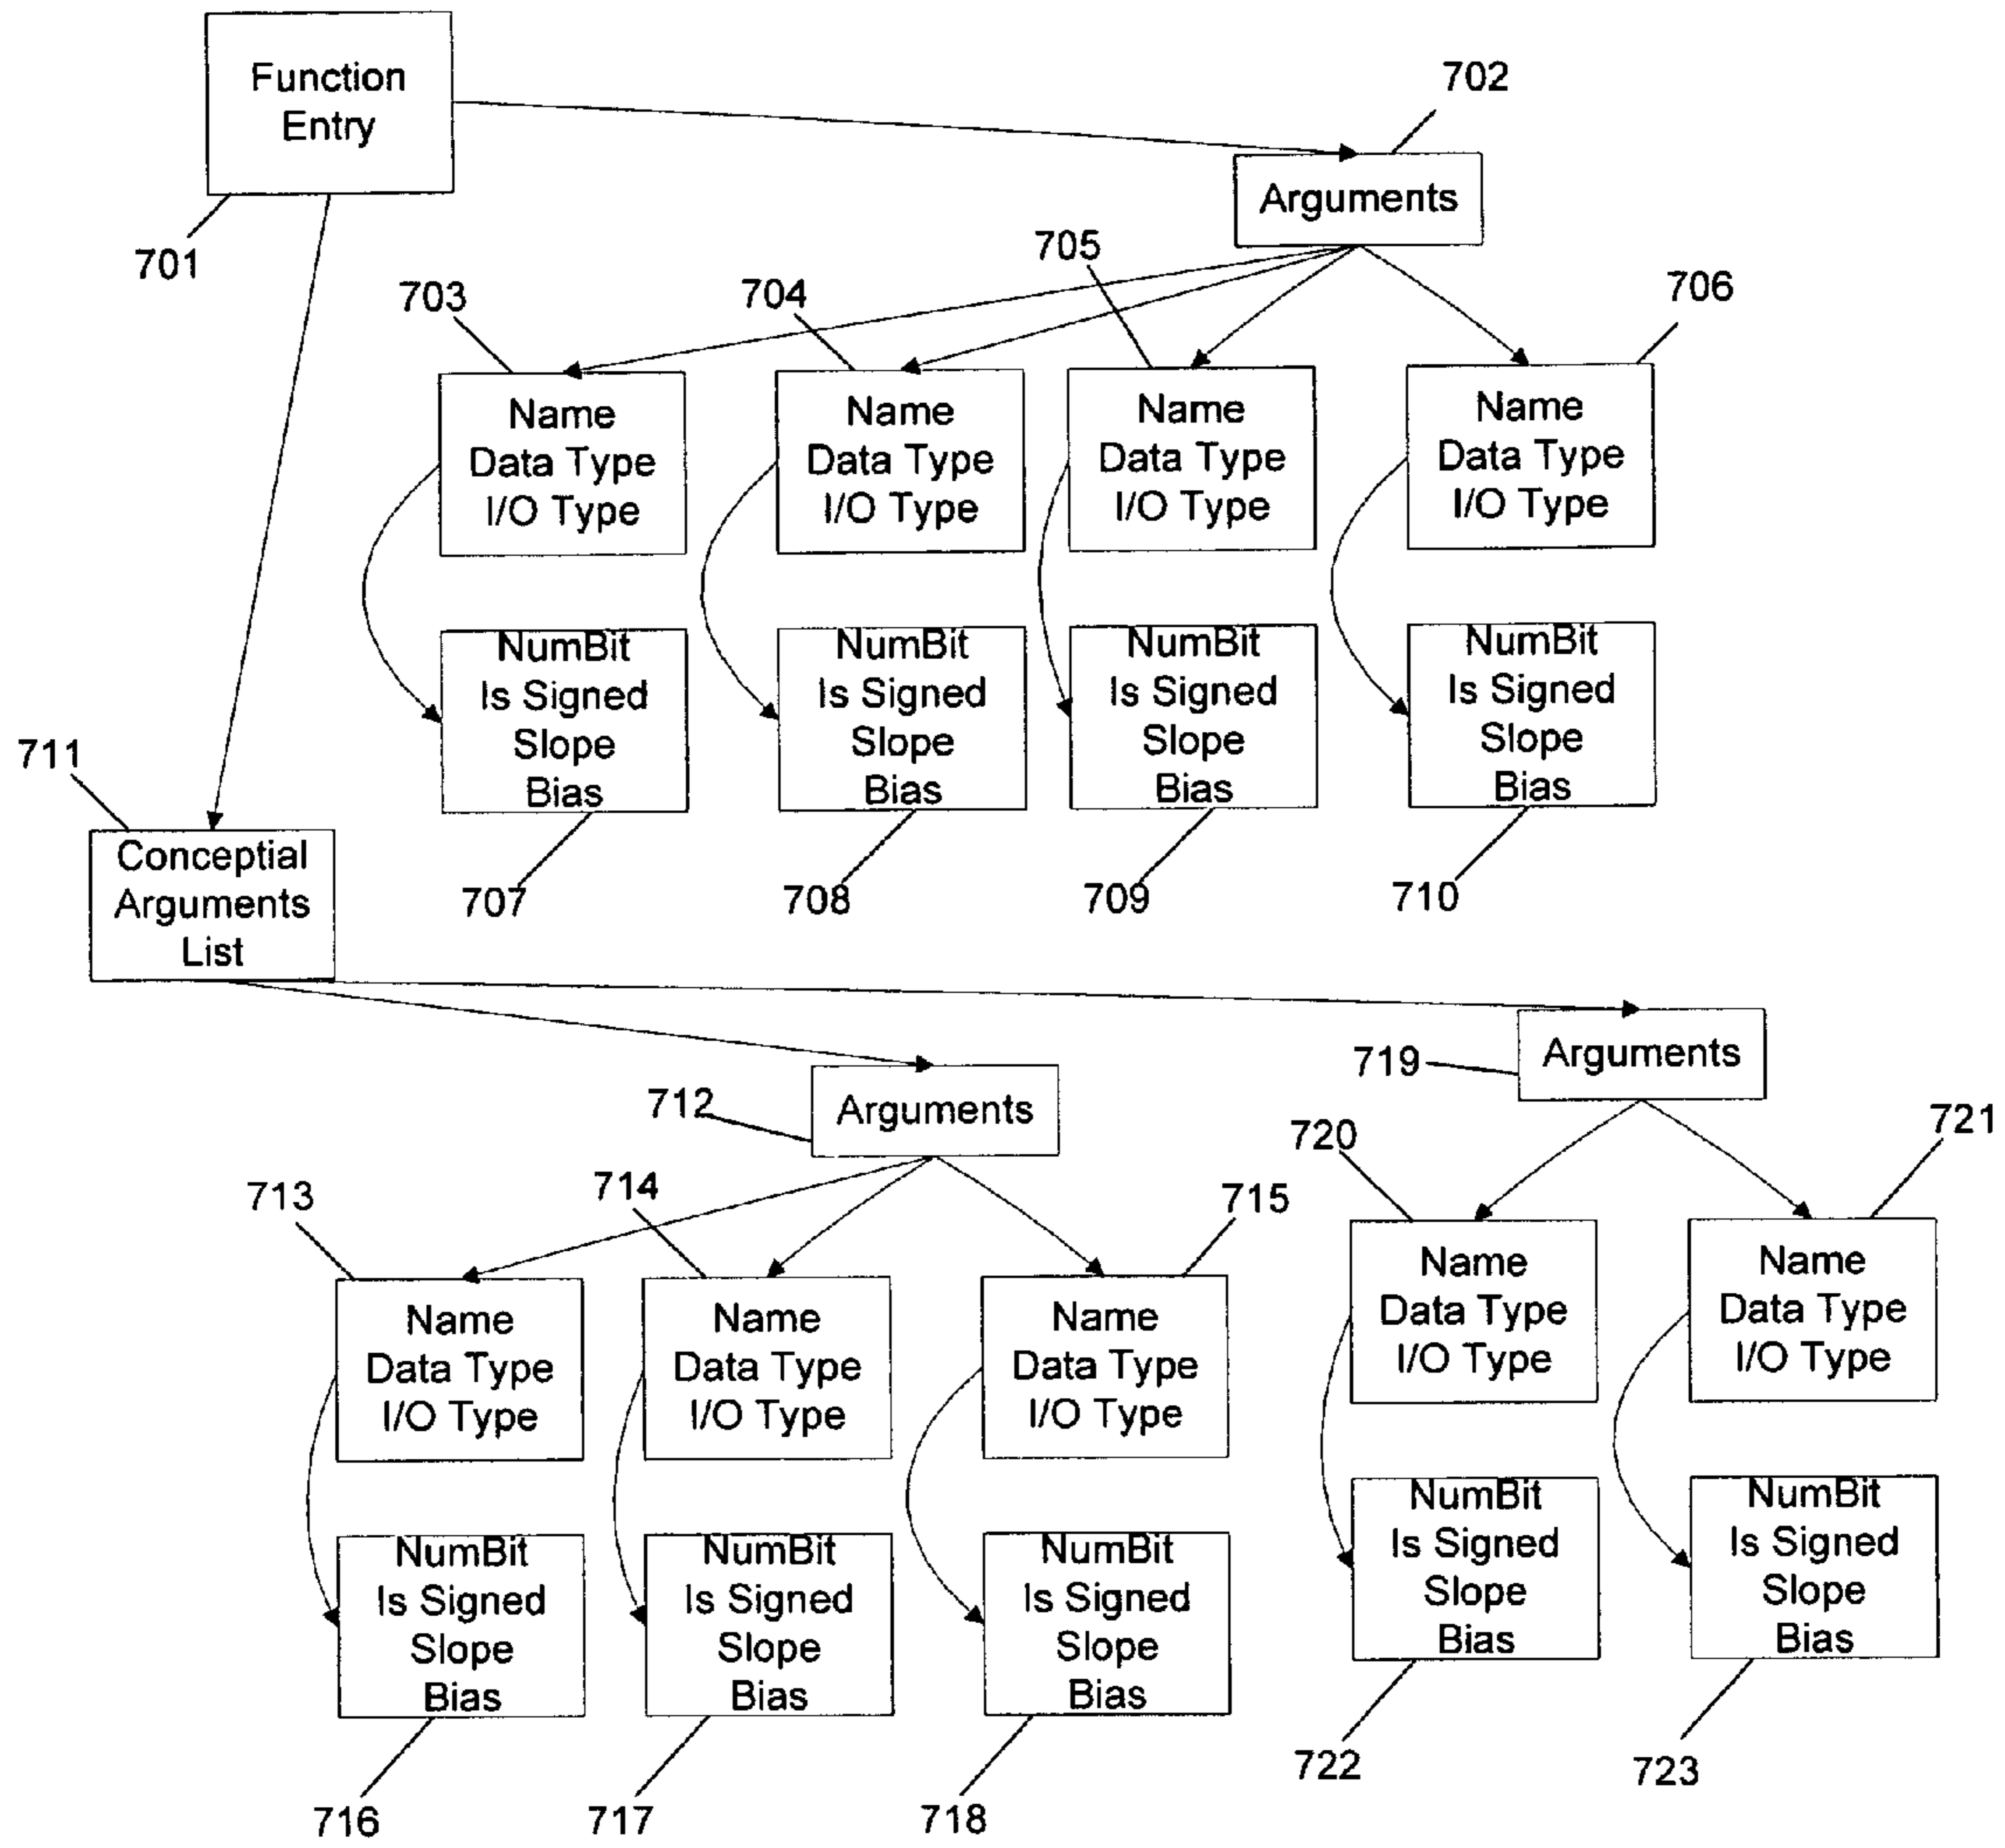 Function
Entry
701
702
Arguments
703
704
705
706
Name
Data Type
I/O Type
Name
Data Type
I/O Type
Name
Data Type
I/O Type
Name
Data Type
I/O Type
NumBit
Is Signed
Slope
Bias
NumBit
Is Signed
Slope
Bias
NumBit
Is Signed
Slope
Bias
NumBit
Is Signed
Slope
Bias
707
708
709
710
711
Conceptial
Arguments
List
712
Arguments
719
Arguments
713
714
715
720
721
Name
Data Type
I/O Type
Name
Data Type
I/O Type
Name
Data Type
I/O Type
Name
Data Type
I/O Type
Name
Data Type
I/O Type
NumBit
Is Signed
Slope
Bias
NumBit
Is Signed
Slope
Bias
NumBit
Is Signed
Slope
Bias
NumBit
Is Signed
Slope
Bias
NumBit
Is Signed
Slope
Bias
716
717
718
722
723